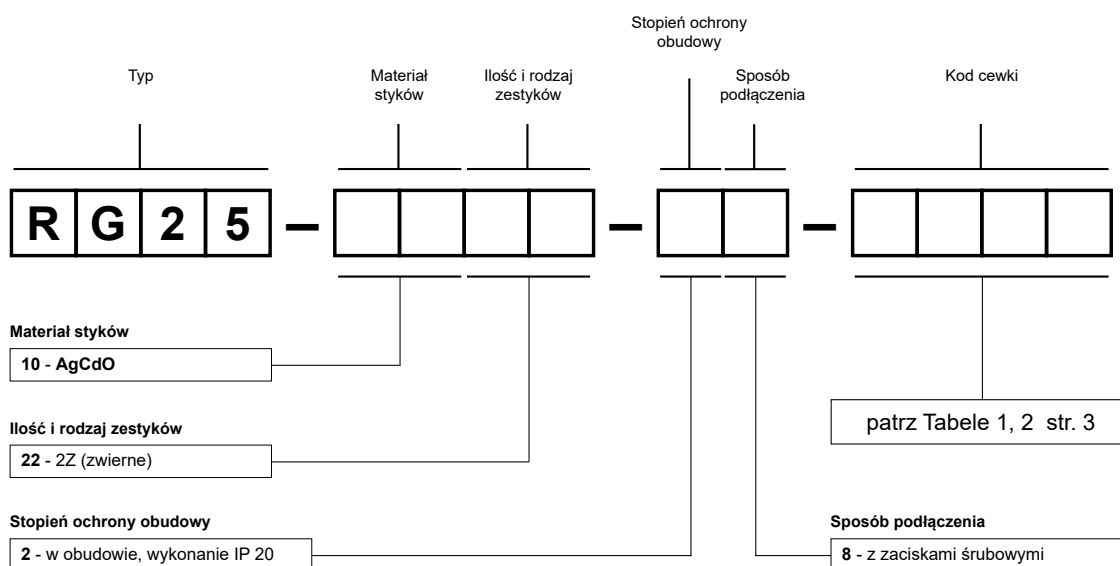 Stopień ochrony
obudowy
Typ
Materiał
styków
Ilość i rodzaj
zestyków
Sposób
podłączenia
Kod cewki
RG25 – – –
Materiał styków
10 - AgCdO
patrz Tabele 1, 2 str. 3
Ilość i rodzaj zestyków
22 - 2Z (zwierne)
Stopień ochrony obudowy
2 - w obudowie, wykonanie IP 20
Sposób podłączenia
8 - z zaciskami śrubowymi